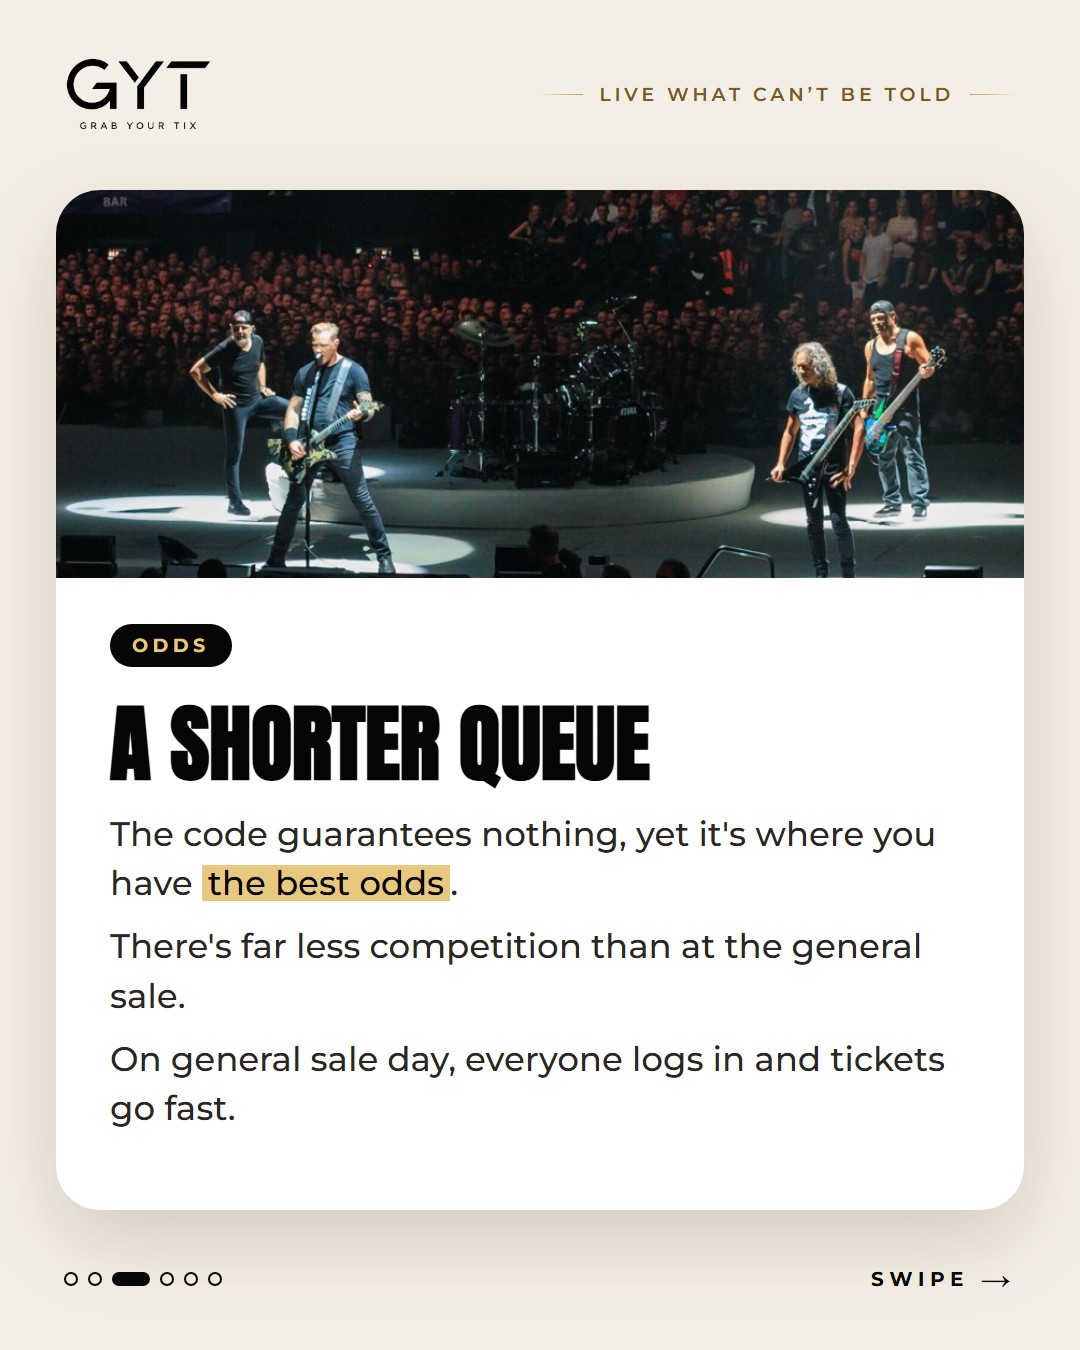 GYT
GRAB YOUR TIX
LIVE WHAT CAN’T BE TOLD
BAR
ODDS
A SHORTER QUEUE
The code guarantees nothing, yet it's where you
have the best odds.
There's far less competition than at the general
sale.
On general sale day, everyone logs in and tickets
go fast.
SWIPE →